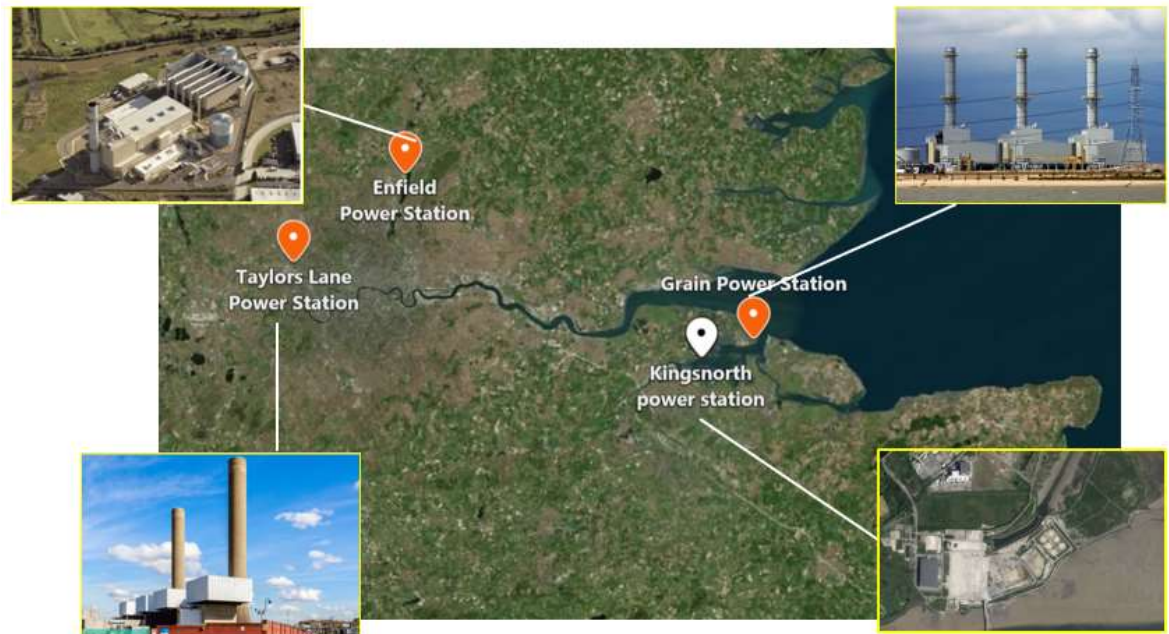 Enfield
Power Station
Taylors Lane
Power Station
Grain Power Station
Kingsnorth
power station